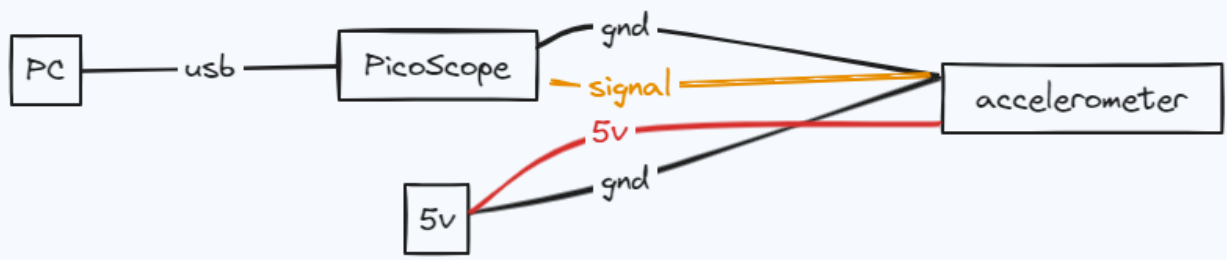 PC
usb
PicoScope
gnd
signal
5v
gnd
5v
accelerometer